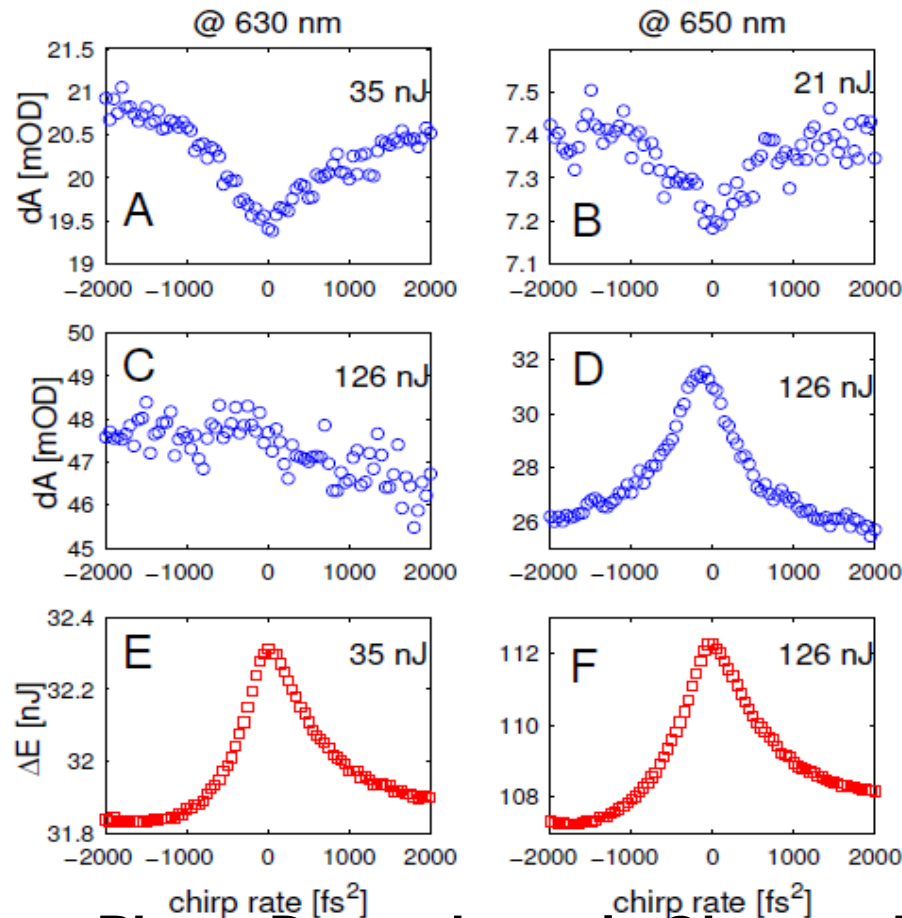 @ 630 nm
@ 650 nm
21.5
21
20.5
20
19.5
19
dA [mOD]
A
35 nJ
−2000 −1000 0 1000 2000
7.5
7.4
7.3
7.2
7.1
B
21 nJ
−2000 −1000 0 1000 2000
50
49
48
47
46
45
dA [mOD]
C
126 nJ
−2000 −1000 0 1000 2000
32
30
28
26
D
126 nJ
−2000 −1000 0 1000 2000
32.4
32.2
32
31.8
ΔE [nJ]
E
35 nJ
−2000 −1000 0 1000 2000
chirp rate [fs²]
112
110
108
F
126 nJ
−2000 −1000 0 1000 2000
chirp rate [fs²]